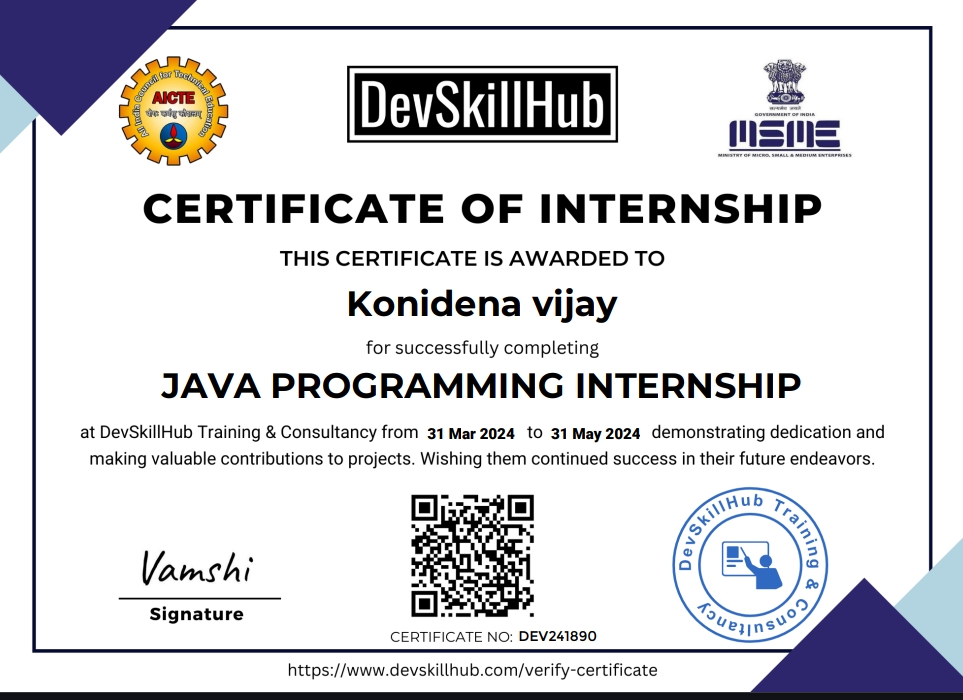 All India Council for Technical Education
AICTE
DevSkillHub
सत्यमेव जयते
GOVERNMENT OF INDIA
MSME
MINISTRY OF MICRO, SMALL & MEDIUM ENTERPRISES
CERTIFICATE OF INTERNSHIP
THIS CERTIFICATE IS AWARDED TO
Konidena vijay
for successfully completing
JAVA PROGRAMMING INTERNSHIP
at DevSkillHub Training & Consultancy from 31 Mar 2024 to 31 May 2024 demonstrating dedication and
making valuable contributions to projects. Wishing them continued success in their future endeavors.
Vamshi
Signature
DevSkillHub Training & Consultancy
CERTIFICATE NO: DEV241890
https://www.devskillhub.com/verify-certificate